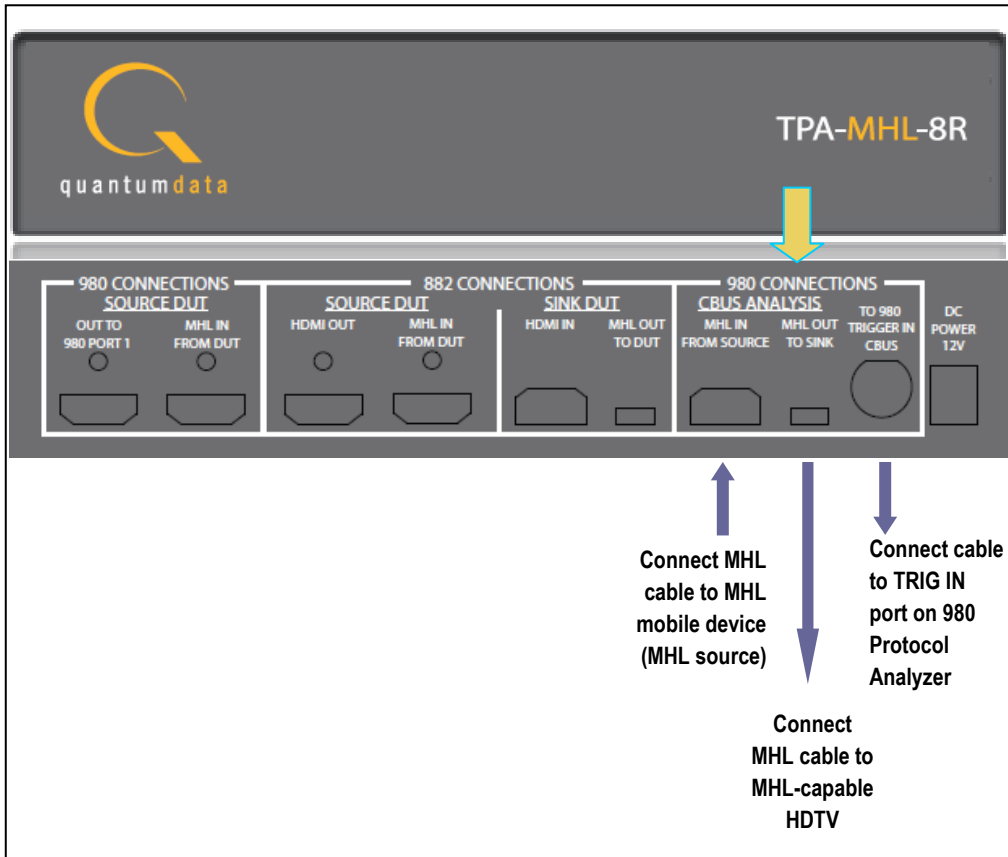 quantumdata
TPA-MHL-8R
980 CONNECTIONS
SOURCE DUT
OUT TO
980 PORT 1
MHL IN
FROM DUT
882 CONNECTIONS
SOURCE DUT
HDMI OUT
MHL IN
FROM DUT
SINK DUT
HDMI IN
MHL OUT
TO DUT
980 CONNECTIONS
CBUS ANALYSIS
MHL IN
FROM SOURCE
MHL OUT
TO SINK
TO 980
TRIGGER IN
CBUS
DC
POWER
12V
Connect MHL
cable to MHL
mobile device
(MHL source)
Connect
MHL cable to
MHL-capable
HDTV
Connect cable
to TRIG IN
port on 980
Protocol
Analyzer